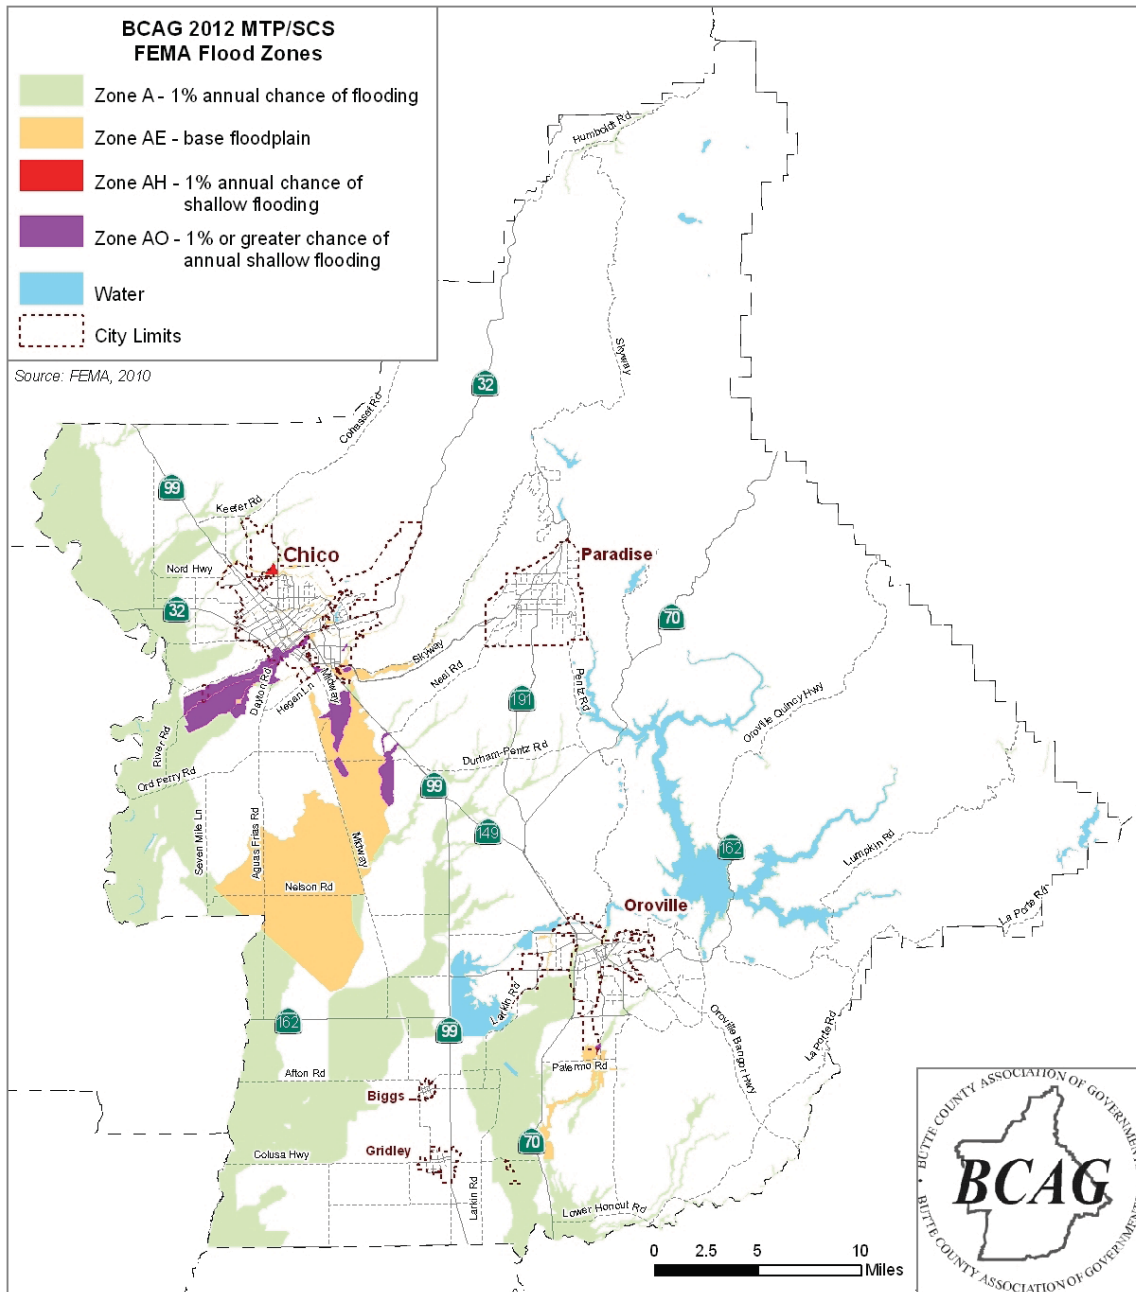 BCAG 2012 MTP/SCS
FEMA Flood Zones
Zone A - 1% annual chance of flooding
Zone AE - base floodplain
Zone AH - 1% annual chance of
shallow flooding
Zone AO - 1% or greater chance of
annual shallow flooding
Water
City Limits
Source: FEMA, 2010
Humboldt Rd
Skyway
32
Cohasset Rd
99
Keefer Rd
Chico
Paradise
Nord Hwy
32
70
Skyway
Neal Rd
Pentz Rd
Midway
Dayton Rd
Hegan Ln
191
Oroville Quincy Hwy
River Rd
Durham-Pentz Rd
Ord Ferry Rd
99
149
Seven Mile Ln
Aguas Frias Rd
Midway
162
Lumpkin Rd
Nelson Rd
Oroville
La Porte Rd
Larkin Rd
162
99
Oroville Bangor Hwy
La Porte Rd
Afton Rd
Palermo Rd
Biggs
70
Gridley
Colusa Hwy
Larkin Rd
Lower Honcut Rd
0 2.5 5 10
Miles
BUTTE COUNTY ASSOCIATION OF GOVERNMENTS
BCAG
BUTTE COUNTY ASSOCIATION OF GOVERNMENTS